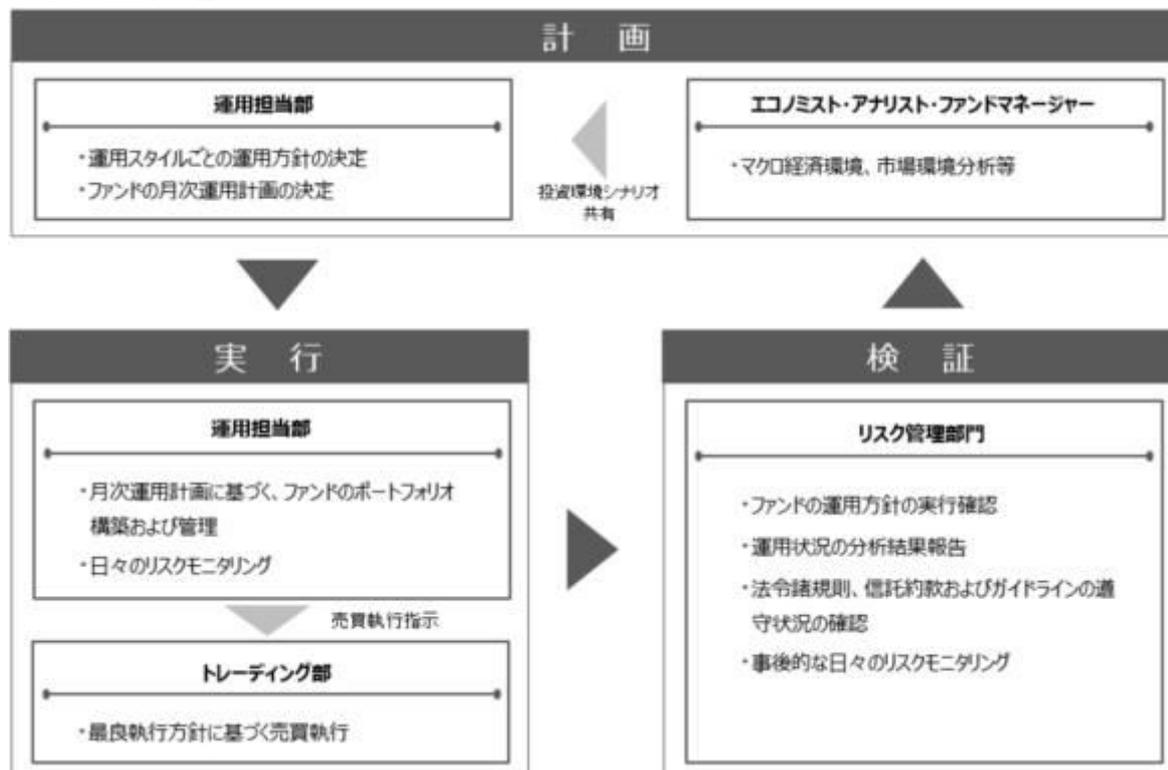 計 画
運用担当部
・運用スタイルごとの運用方針の決定
・ファンドの月次運用計画の決定
投資環境シナリオ
共有
エコノミスト・アナリスト・ファンドマネージャー
・マクロ経済環境、市場環境分析等
実 行
運用担当部
・月次運用計画に基づく、ファンドのポートフォリオ
構築および管理
・日々のリスクモニタリング
売買執行指示
トレーディング部
・最良執行方針に基づく売買執行
検 証
リスク管理部門
・ファンドの運用方針の実行確認
・運用状況の分析結果報告
・法令諸規則、信託約款およびガイドラインの遵
守状況の確認
・事後的な日々のリスクモニタリング